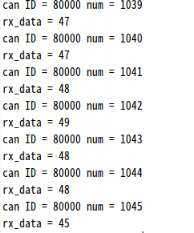 can ID = 80000 num = 1039
rx_data = 47
can ID = 80000 num = 1040
rx_data = 47
can ID = 80000 num = 1041
rx_data = 48
can ID = 80000 num = 1042
rx_data = 49
can ID = 80000 num = 1043
rx_data = 48
can ID = 80000 num = 1044
rx_data = 48
can ID = 80000 num = 1045
rx_data = 45